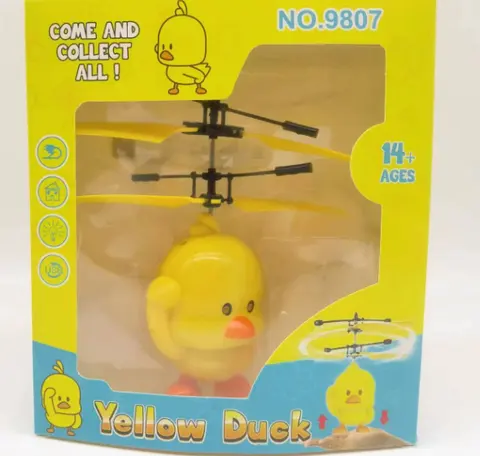 COME AND
COLLECT
ALL !
NO.9807
14+
AGES
Yellow Duck